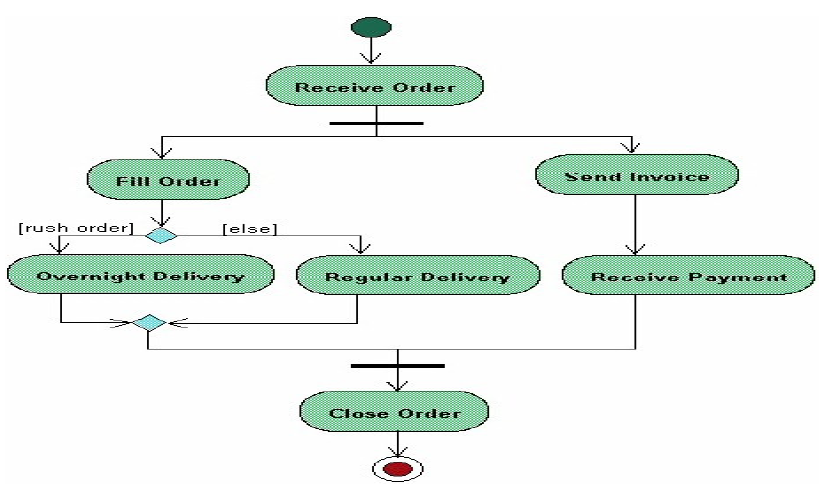 Receive Order
Fill Order
Send Invoice
[rush order]
[else]
Overnight Delivery
Regular Delivery
Receive Payment
Close Order